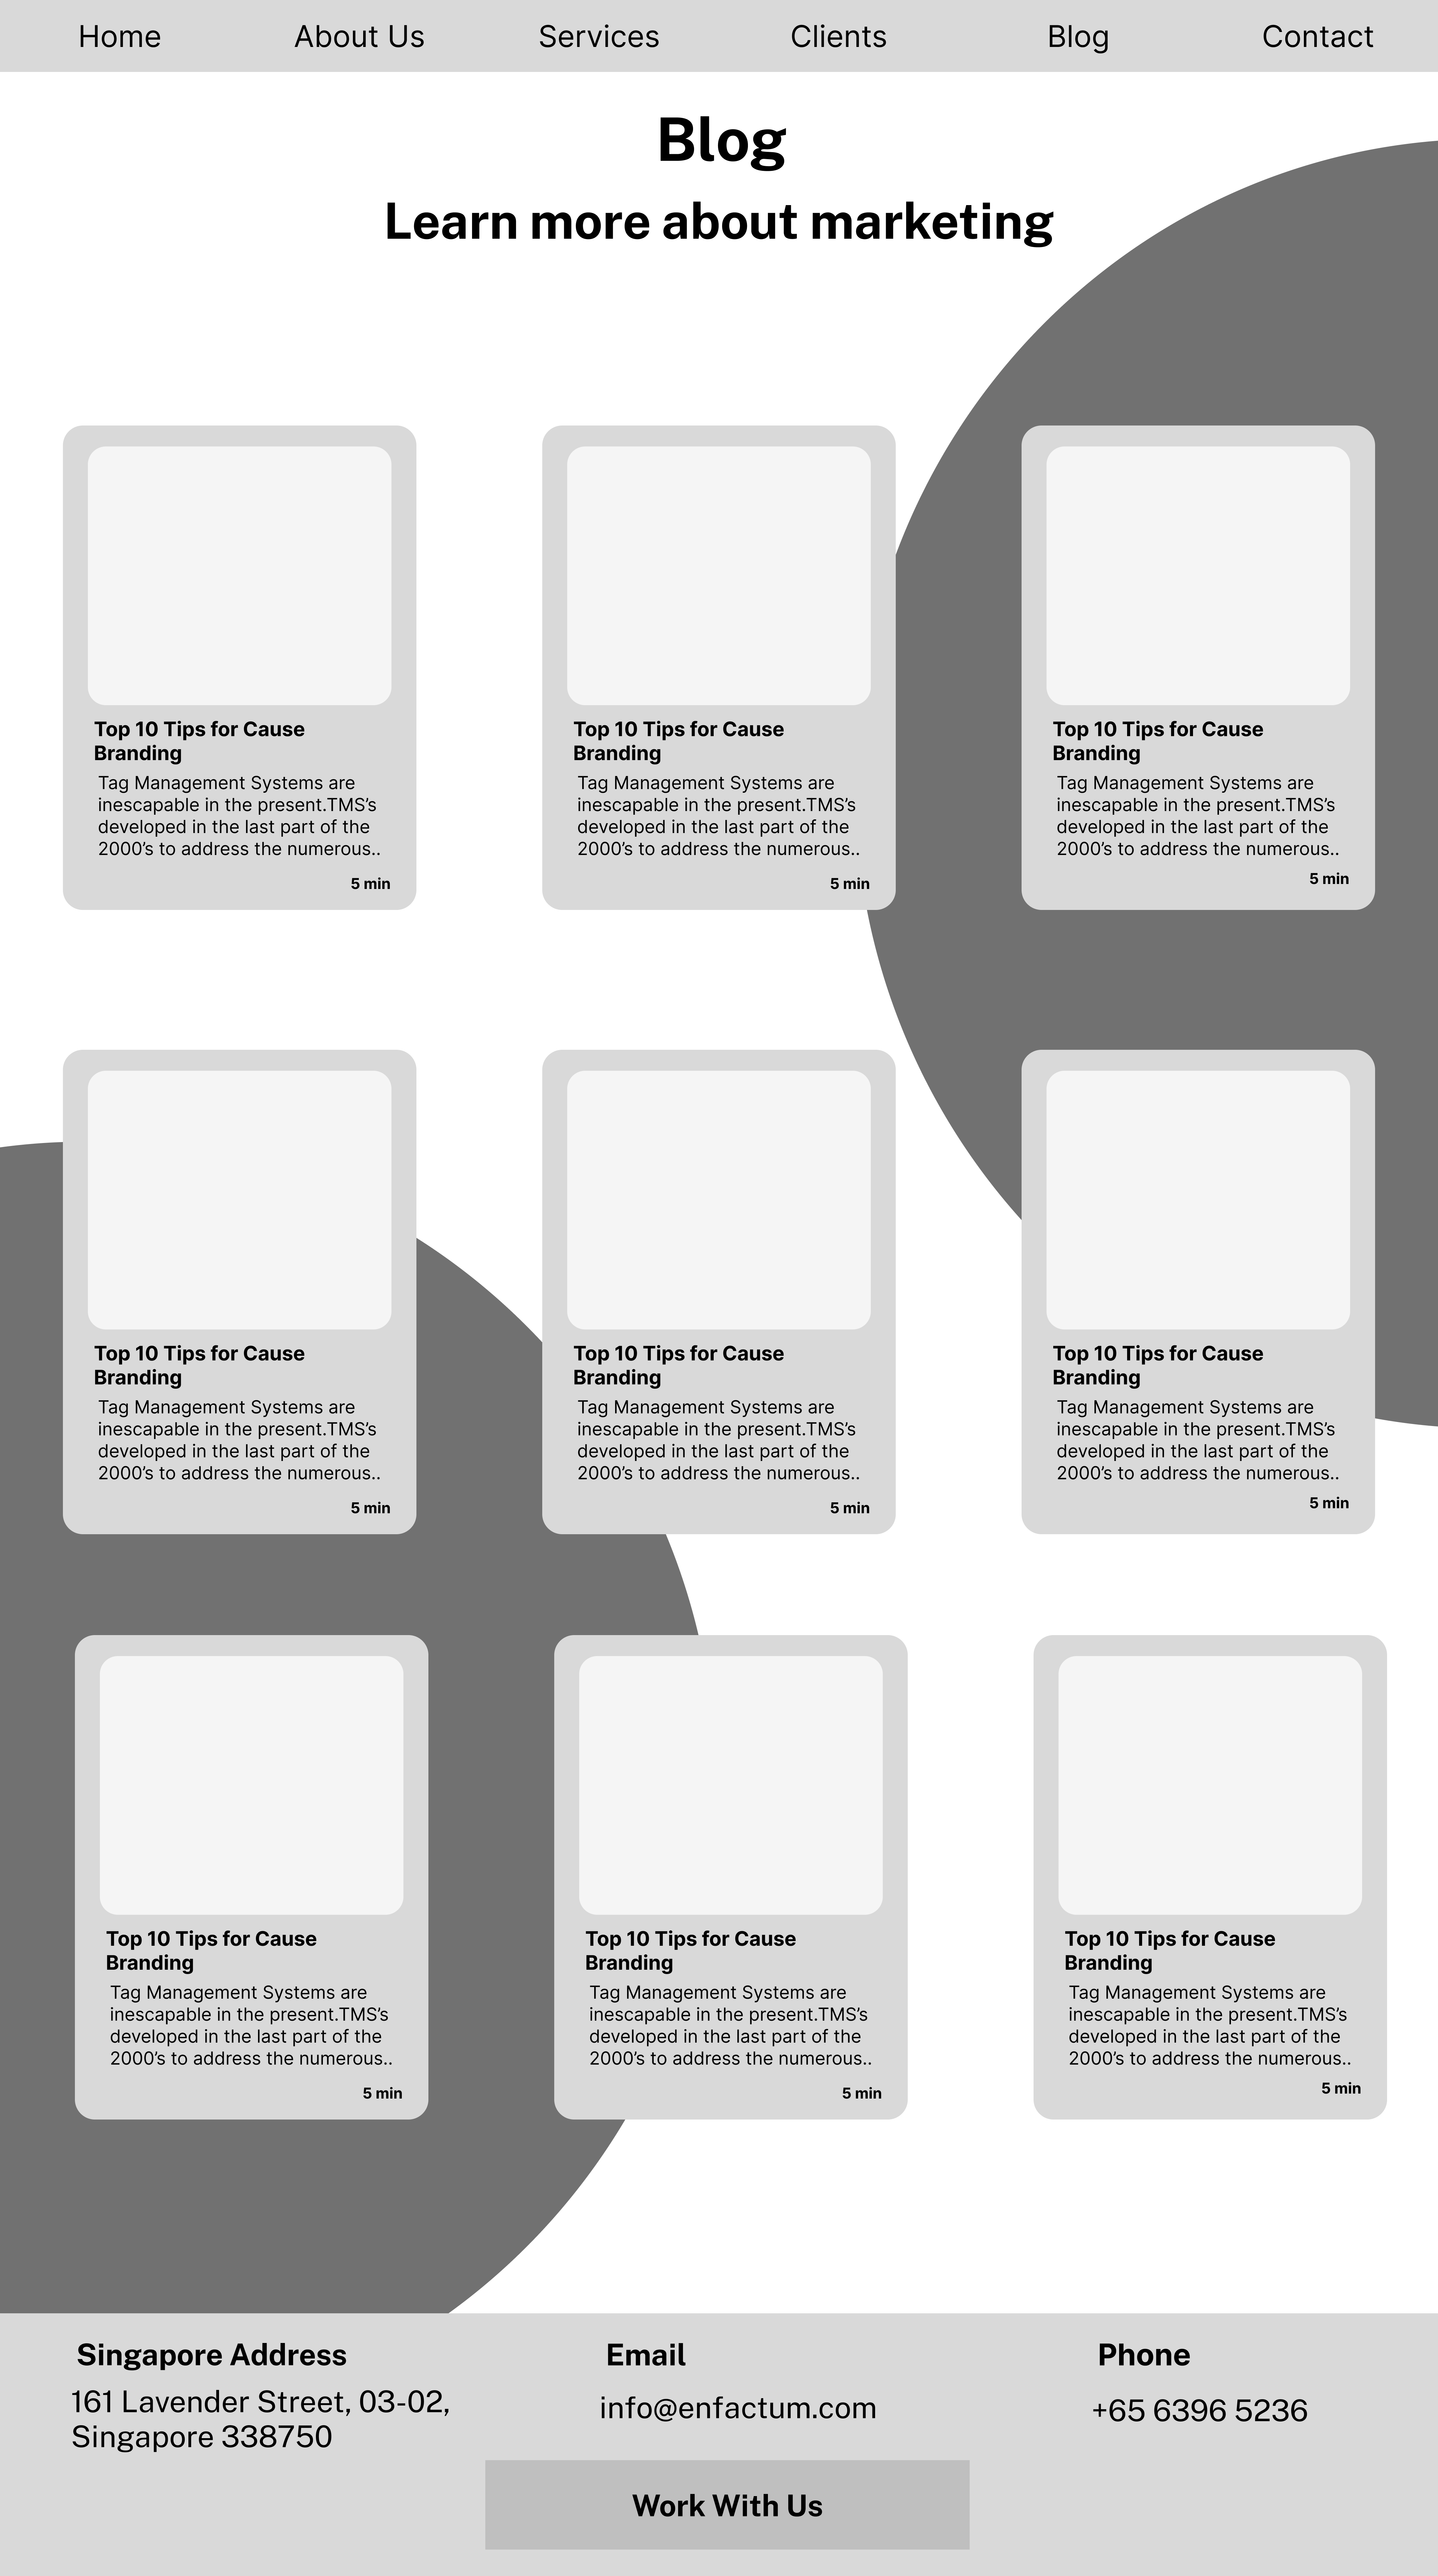 Home About Us Services Clients Blog Contact
Blog
Learn more about marketing
Top 10 Tips for Cause
Branding
Tag Management Systems are
inescapable in the present.TMS’s
developed in the last part of the
2000’s to address the numerous..
5 min
Top 10 Tips for Cause
Branding
Tag Management Systems are
inescapable in the present.TMS’s
developed in the last part of the
2000’s to address the numerous..
5 min
Top 10 Tips for Cause
Branding
Tag Management Systems are
inescapable in the present.TMS’s
developed in the last part of the
2000’s to address the numerous..
5 min
Top 10 Tips for Cause
Branding
Tag Management Systems are
inescapable in the present.TMS’s
developed in the last part of the
2000’s to address the numerous..
5 min
Top 10 Tips for Cause
Branding
Tag Management Systems are
inescapable in the present.TMS’s
developed in the last part of the
2000’s to address the numerous..
5 min
Top 10 Tips for Cause
Branding
Tag Management Systems are
inescapable in the present.TMS’s
developed in the last part of the
2000’s to address the numerous..
5 min
Top 10 Tips for Cause
Branding
Tag Management Systems are
inescapable in the present.TMS’s
developed in the last part of the
2000’s to address the numerous..
5 min
Top 10 Tips for Cause
Branding
Tag Management Systems are
inescapable in the present.TMS’s
developed in the last part of the
2000’s to address the numerous..
5 min
Top 10 Tips for Cause
Branding
Tag Management Systems are
inescapable in the present.TMS’s
developed in the last part of the
2000’s to address the numerous..
5 min
Singapore Address
161 Lavender Street, 03-02,
Singapore 338750
Email
info@enfactum.com
Phone
+65 6396 5236
Work With Us